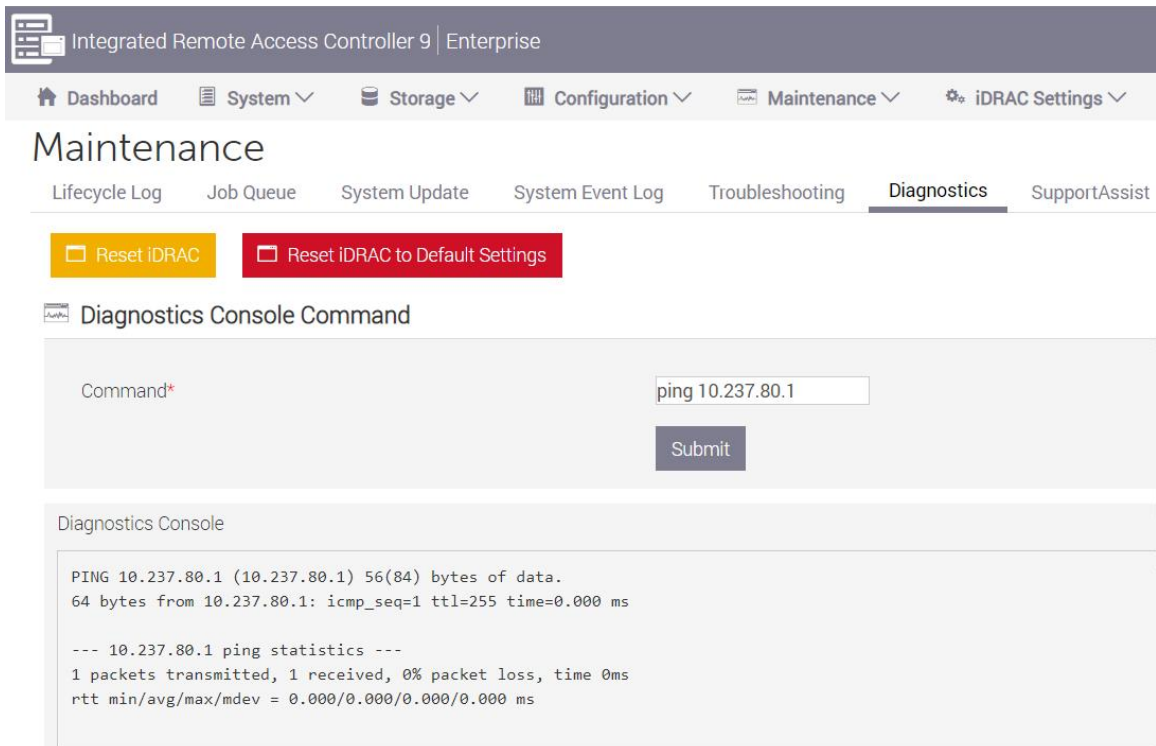 Integrated Remote Access Controller 9 | Enterprise
Dashboard System Storage Configuration Maintenance iDRAC Settings
Maintenance
Lifecycle Log Job Queue System Update System Event Log Troubleshooting Diagnostics SupportAssist
Reset iDRAC Reset iDRAC to Default Settings
Diagnostics Console Command
Command* ping 10.237.80.1
Submit
Diagnostics Console
PING 10.237.80.1 (10.237.80.1) 56(84) bytes of data.
64 bytes from 10.237.80.1: icmp_seq=1 ttl=255 time=0.000 ms
--- 10.237.80.1 ping statistics ---
1 packets transmitted, 1 received, 0% packet loss, time 0ms
rtt min/avg/max/mdev = 0.000/0.000/0.000/0.000 ms